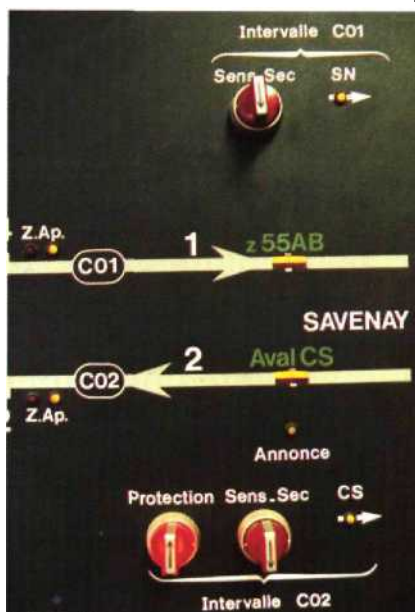 Intervalle C01
Sens.Sec SN
Z.Ap. 1 z 55AB
C01
SAVENAY
C02 2 Aval CS
Z.Ap.
Annonce
Protection Sens.Sec CS
Intervalle C02